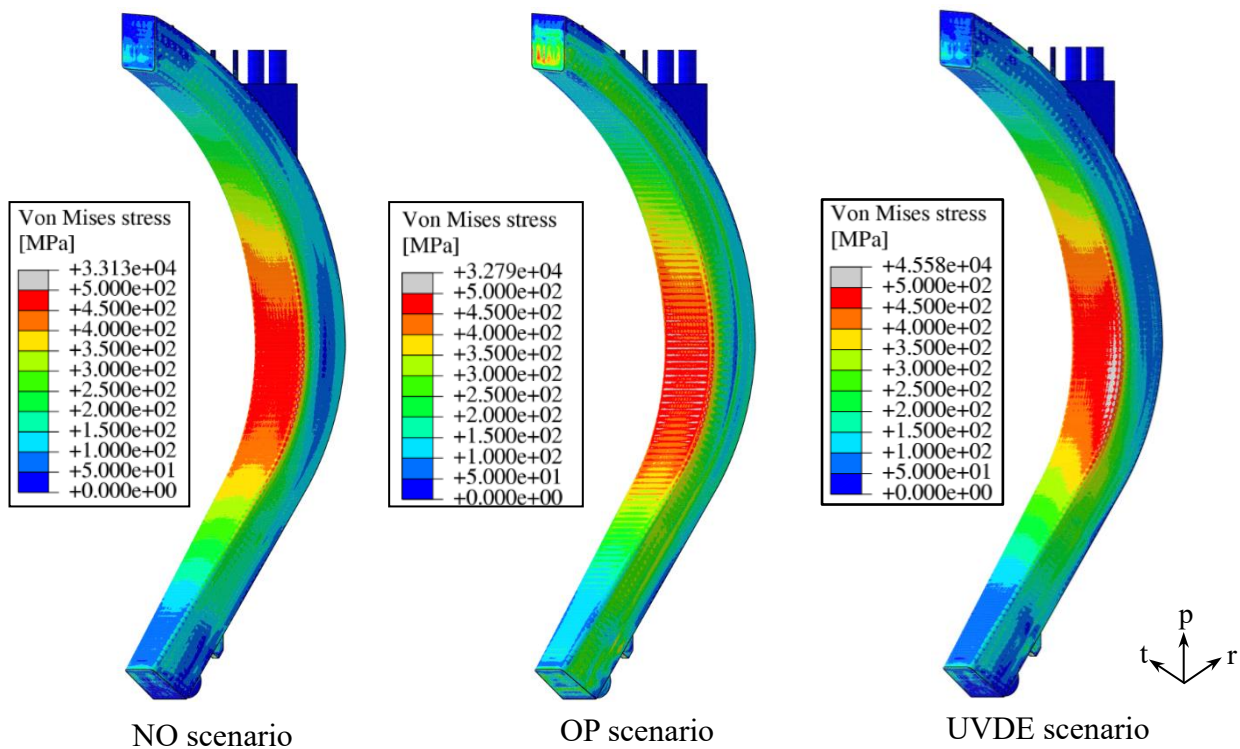 Von Mises stress
[MPa]
+3.313e+04
+5.000e+02
+4.500e+02
+4.000e+02
+3.500e+02
+3.000e+02
+2.500e+02
+2.000e+02
+1.500e+02
+1.000e+02
+5.000e+01
+0.000e+00
Von Mises stress
[MPa]
+3.279e+04
+5.000e+02
+4.500e+02
+4.000e+02
+3.500e+02
+3.000e+02
+2.500e+02
+2.000e+02
+1.500e+02
+1.000e+02
+5.000e+01
+0.000e+00
Von Mises stress
[MPa]
+4.558e+04
+5.000e+02
+4.500e+02
+4.000e+02
+3.500e+02
+3.000e+02
+2.500e+02
+2.000e+02
+1.500e+02
+1.000e+02
+5.000e+01
+0.000e+00
p
t
r
NO scenario
OP scenario
UVDE scenario